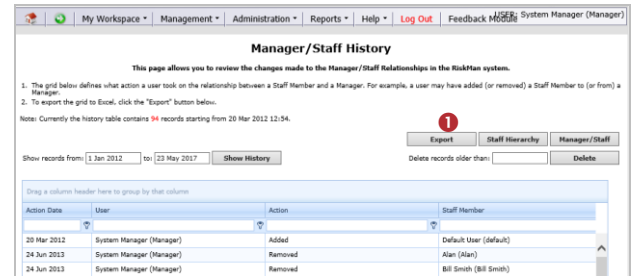 My Workspace Management Administration Reports Help Log Out Feedback Module USER: System Manager (Manager)
Manager/Staff History
This page allows you to review the changes made to the Manager/Staff Relationships in the RiskMan system.
1. The grid below defines what action a user took on the relationship between a Staff Member and a Manager. For example, a user may have added (or removed) a Staff Member to (or from) a
Manager.
2. To export the grid to Excel, click the "Export" button below.
Note: Currently the history table contains 94 records starting from 20 Mar 2012 12:54.
1
Export Staff Hierarchy Manager/Staff
Show records from: 1 Jan 2012 to: 23 May 2017 Show History Delete records older than: Delete
Drag a column header here to group by that column
Action Date User Action Staff Member
20 Mar 2012 System Manager (Manager) Added Default User (default)
24 Jun 2013 System Manager (Manager) Removed Alan (Alan)
24 Jun 2013 System Manager (Manager) Removed Bill Smith (Bill Smith)